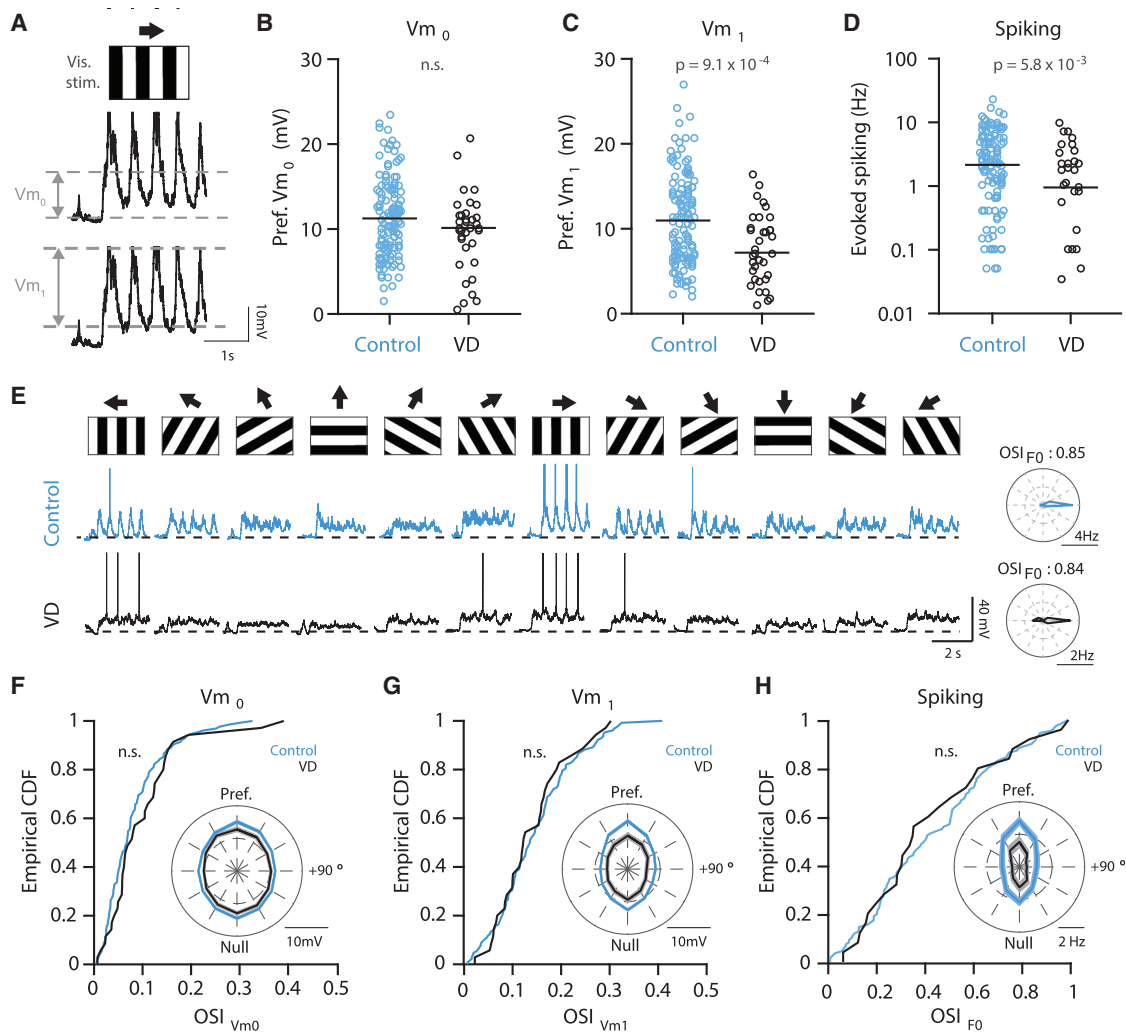 A
Vis.
stim.
Vm0
Vm1
10mV
1s
B
Vm 0
n.s.
Pref. Vm0 (mV)
30
20
10
0
Control
VD
C
Vm 1
p = 9.1 x 10-4
Pref. Vm1 (mV)
30
20
10
0
Control
VD
D
Spiking
p = 5.8 x 10-3
Evoked spiking (Hz)
100
10
1
0.1
0.01
Control
VD
E
Control
VD
OSI F0 : 0.85
4Hz
OSI F0 : 0.84
2Hz
40 mV
2 s
F
Vm 0
n.s.
Control
VD
Empirical CDF
1
0.8
0.6
0.4
0.2
0
Pref.
+90 º
Null
10mV
0 0.1 0.2 0.3 0.4 0.5
OSI Vm0
G
Vm 1
n.s.
Control
VD
Empirical CDF
1
0.8
0.6
0.4
0.2
0
Pref.
+90 º
Null
10mV
0 0.1 0.2 0.3 0.4 0.5
OSI Vm1
H
Spiking
n.s.
Control
VD
Empirical CDF
1
0.8
0.6
0.4
0.2
0
Pref.
+90 º
Null
2 Hz
0 0.2 0.4 0.6 0.8 1
OSI F0